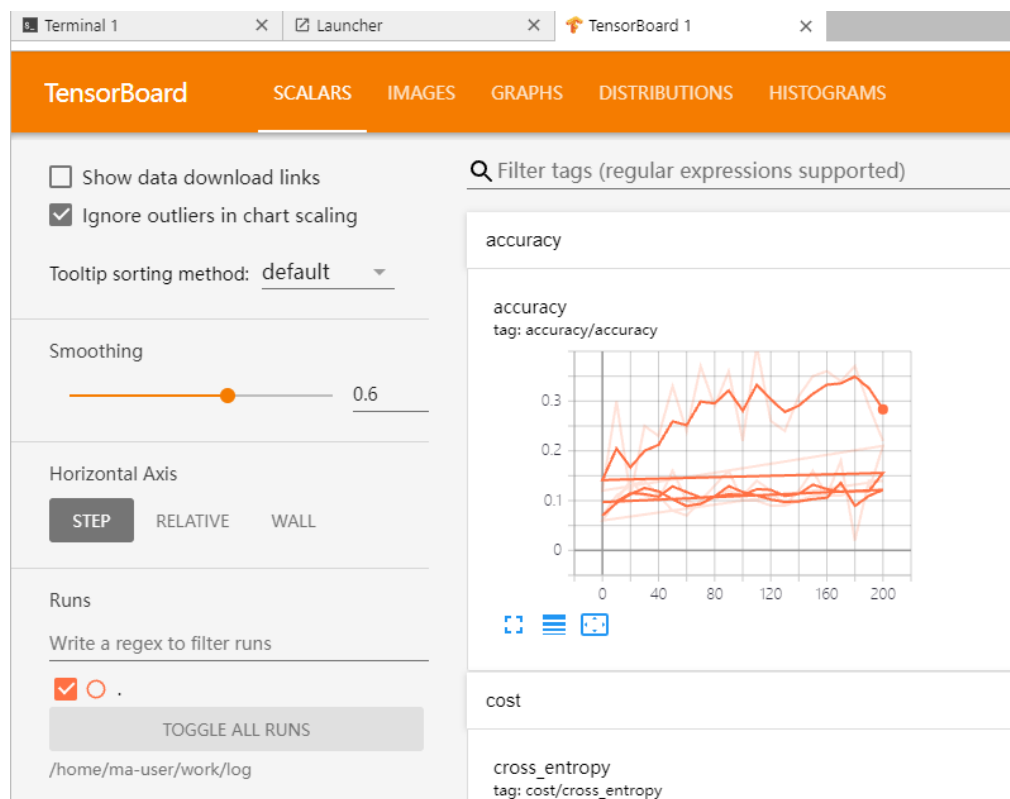 Terminal 1
Launcher
TensorBoard 1
TensorBoard
SCALARS
IMAGES
GRAPHS
DISTRIBUTIONS
HISTOGRAMS
Show data download links
Ignore outliers in chart scaling
Tooltip sorting method: default
Smoothing
0.6
Horizontal Axis
STEP RELATIVE WALL
Runs
Write a regex to filter runs
.
TOGGLE ALL RUNS
/home/ma-user/work/log
Filter tags (regular expressions supported)
accuracy
accuracy
tag: accuracy/accuracy
0.3
0.2
0.1
0
0 40 80 120 160 200
cost
cross_entropy
tag: cost/cross_entropy